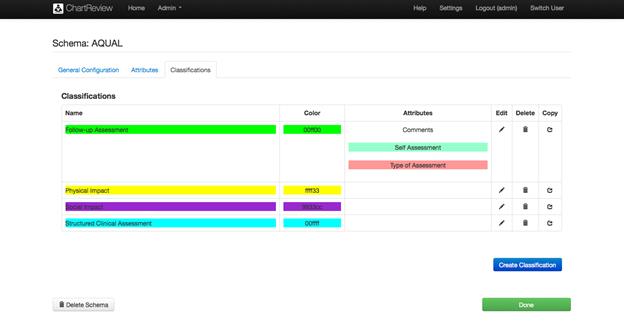 ChartReview Home Admin Help Settings Logout (admin) Switch User
Schema: AQUAL
General Configuration Attributes Classifications
Classifications
Name Color Attributes Edit Delete Copy
Follow-up Assessment 00ff00 Comments
Self Assessment
Type of Assessment
Physical Impact ffff33
Social Impact 9933cc
Structured Clinical Assessment 00ffff
Create Classification
Delete Schema Done